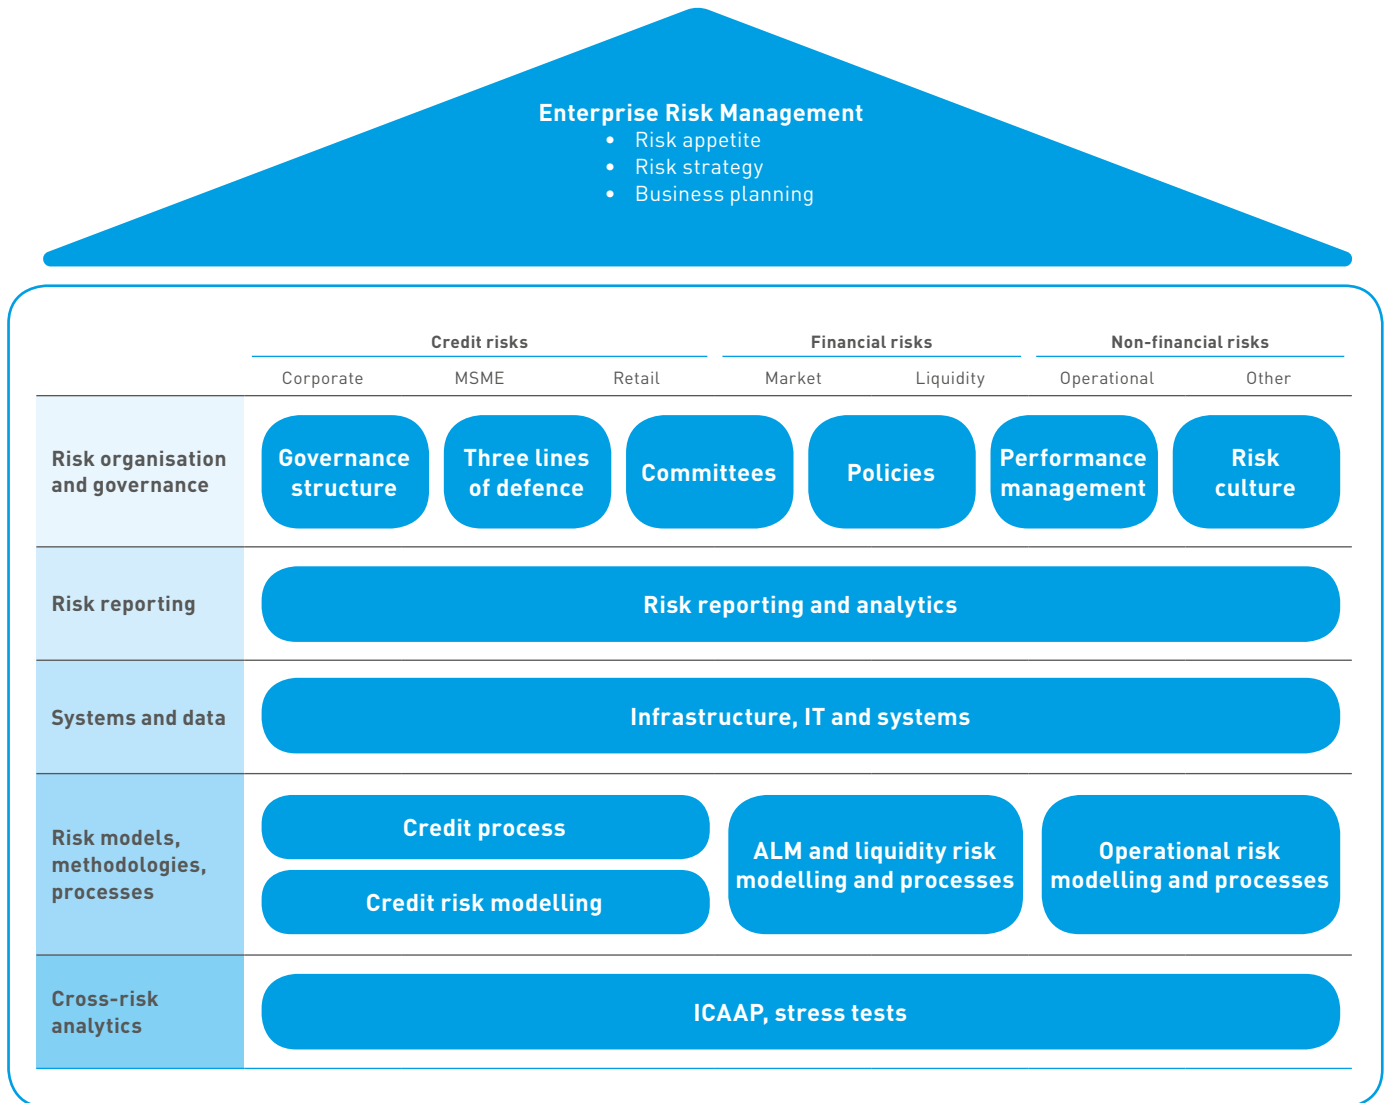 Enterprise Risk Management
• Risk appetite
• Risk strategy
• Business planning
Credit risks Financial risks Non-financial risks
Corporate MSME Retail Market Liquidity Operational Other
Risk organisation
and governance
Governance
structure
Three lines
of defence
Committees
Policies
Performance
management
Risk
culture
Risk reporting
Risk reporting and analytics
Systems and data
Infrastructure, IT and systems
Risk models,
methodologies,
processes
Credit process
Credit risk modelling
ALM and liquidity risk
modelling and processes
Operational risk
modelling and processes
Cross-risk
analytics
ICAAP, stress tests